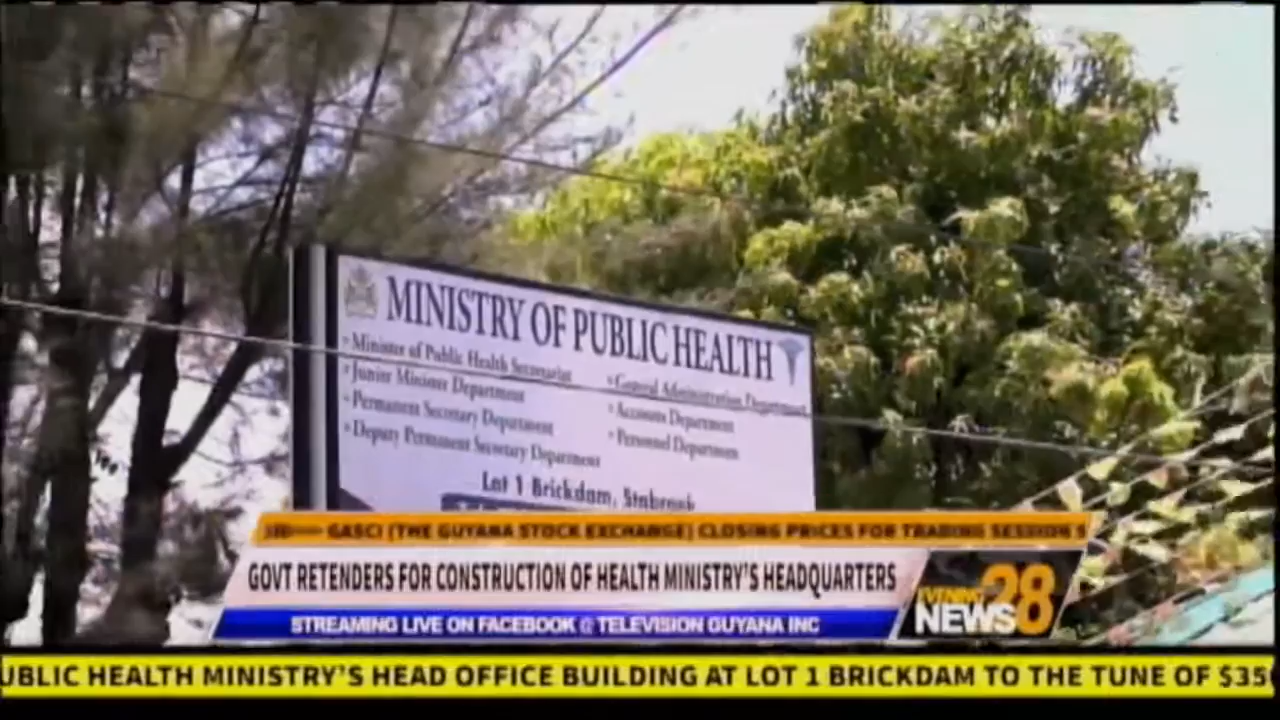 MINISTRY OF PUBLIC HEALTH
Minister of Public Health Secretariat
Junior Minister Department
Permanent Secretary Department
Deputy Permanent Secretary Department
General Administration Department
Accounts Department
Personnel Department
Lot 1 Brickdam, Stabroek
GASCI (THE GUYANA STOCK EXCHANGE) CLOSING PRICES FOR TRADING SESSION
GOVT RETENDERS FOR CONSTRUCTION OF HEALTH MINISTRY'S HEADQUARTERS
EVENING
NEWS 28
STREAMING LIVE ON FACEBOOK @ TELEVISION GUYANA INC
UBLIC HEALTH MINISTRY'S HEAD OFFICE BUILDING AT LOT 1 BRICKDAM TO THE TUNE OF $35